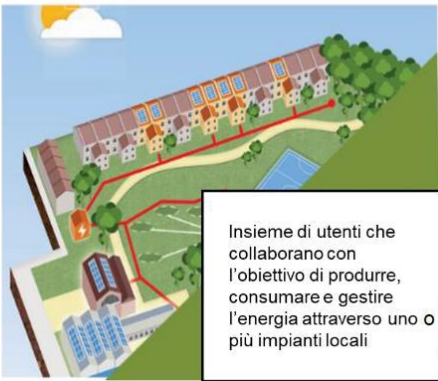 Insieme di utenti che
collaborano con
l'obiettivo di produrre,
consumare e gestire
l'energia attraverso uno o
più impianti locali